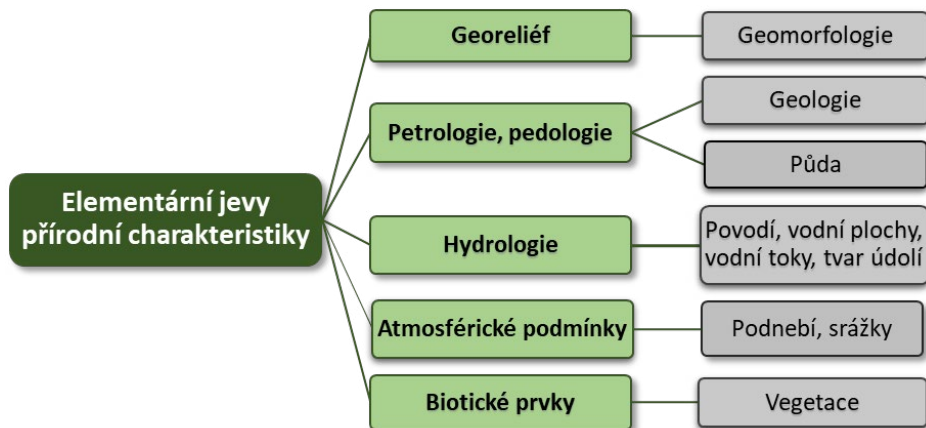 Elementární jevy
přírodní charakteristiky
Georeliéf
Geomorfologie
Petrologie, pedologie
Geologie
Půda
Hydrologie
Povodí, vodní plochy,
vodní toky, tvar údolí
Atmosférické podmínky
Podnebí, srážky
Biotické prvky
Vegetace